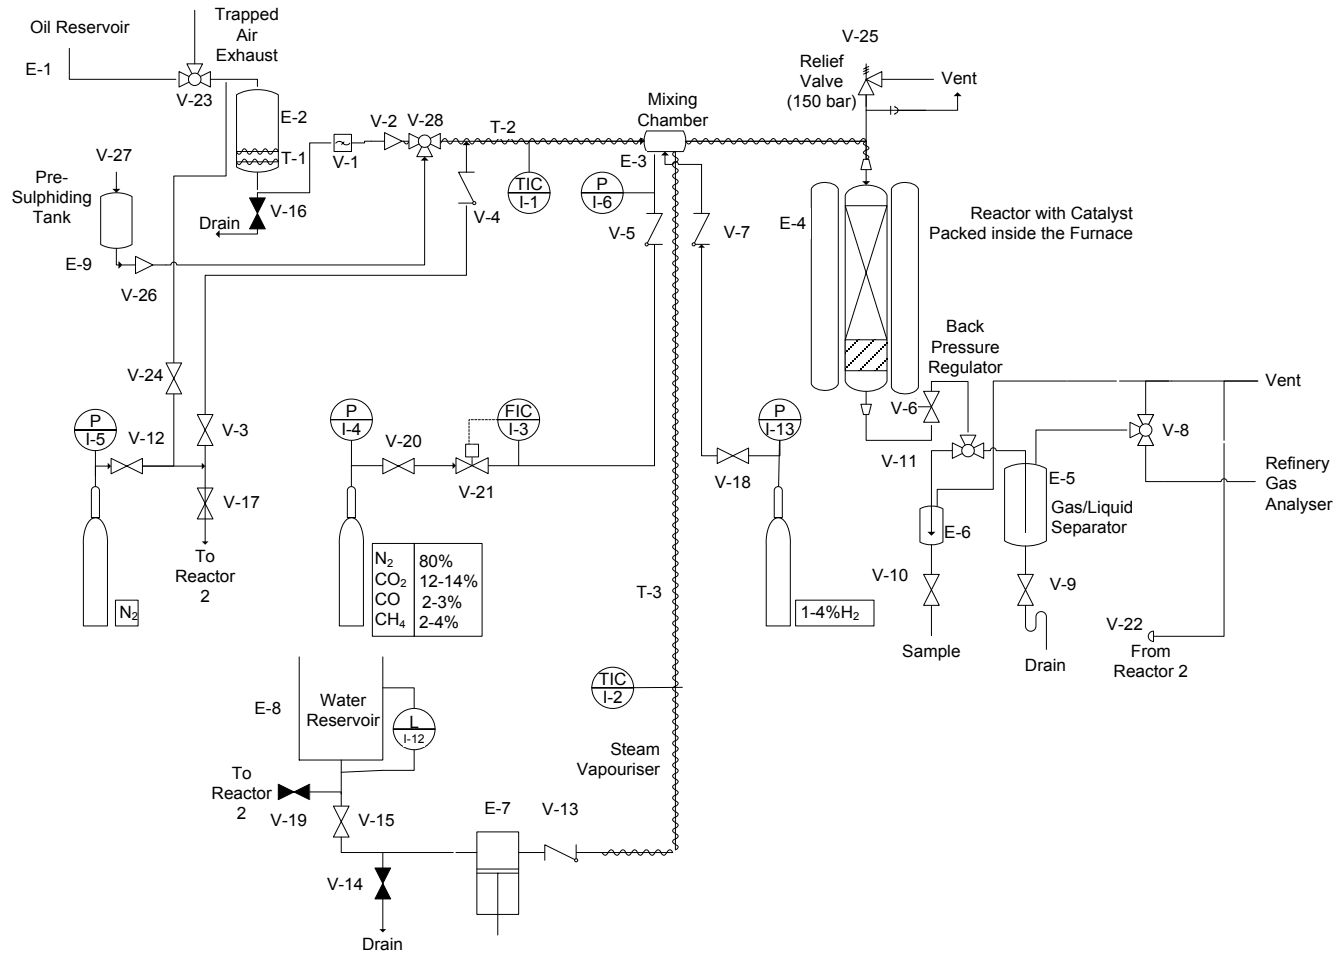 Oil Reservoir
E-1
Trapped
Air
Exhaust
V-23
E-2
T-1
V-27
Pre-
Sulphiding
Tank
E-9
V-26
V-16
Drain
V-1
V-2
V-28
T-2
TIC
I-1
V-4
Mixing
Chamber
E-3
P
I-6
V-5
V-7
V-25
Relief
Valve
(150 bar)
Vent
E-4
Reactor with Catalyst
Packed inside the Furnace
V-24
P
I-5
V-12
V-3
V-17
To
Reactor
2
N2
P
I-4
V-20
FIC
I-3
V-21
N2 80%
CO2 12-14%
CO 2-3%
CH4 2-4%
P
I-13
V-18
1-4%H2
Back
Pressure
Regulator
V-6
V-11
E-5
Gas/Liquid
Separator
E-6
V-10
Sample
V-9
Drain
Vent
V-8
Refinery
Gas
Analyser
V-22
From
Reactor 2
T-3
TIC
I-2
Steam
Vapouriser
E-8
Water
Reservoir
L
I-12
To
Reactor
2
V-19
V-15
V-14
Drain
E-7
V-13